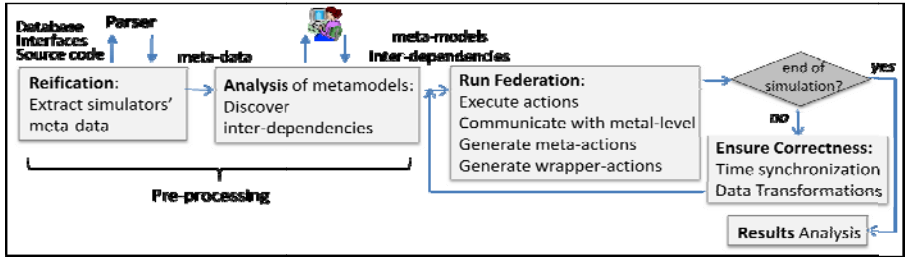 Database
Interfaces
Source code
Parser
meta-data
meta-models
Inter-dependencies
Reification:
Extract simulators'
meta data
Analysis of metamodels:
Discover
inter-dependencies
Pre-processing
Run Federation:
Execute actions
Communicate with metal-level
Generate meta-actions
Generate wrapper-actions
end of
simulation?
yes
no
Ensure Correctness:
Time synchronization
Data Transformations
Results Analysis